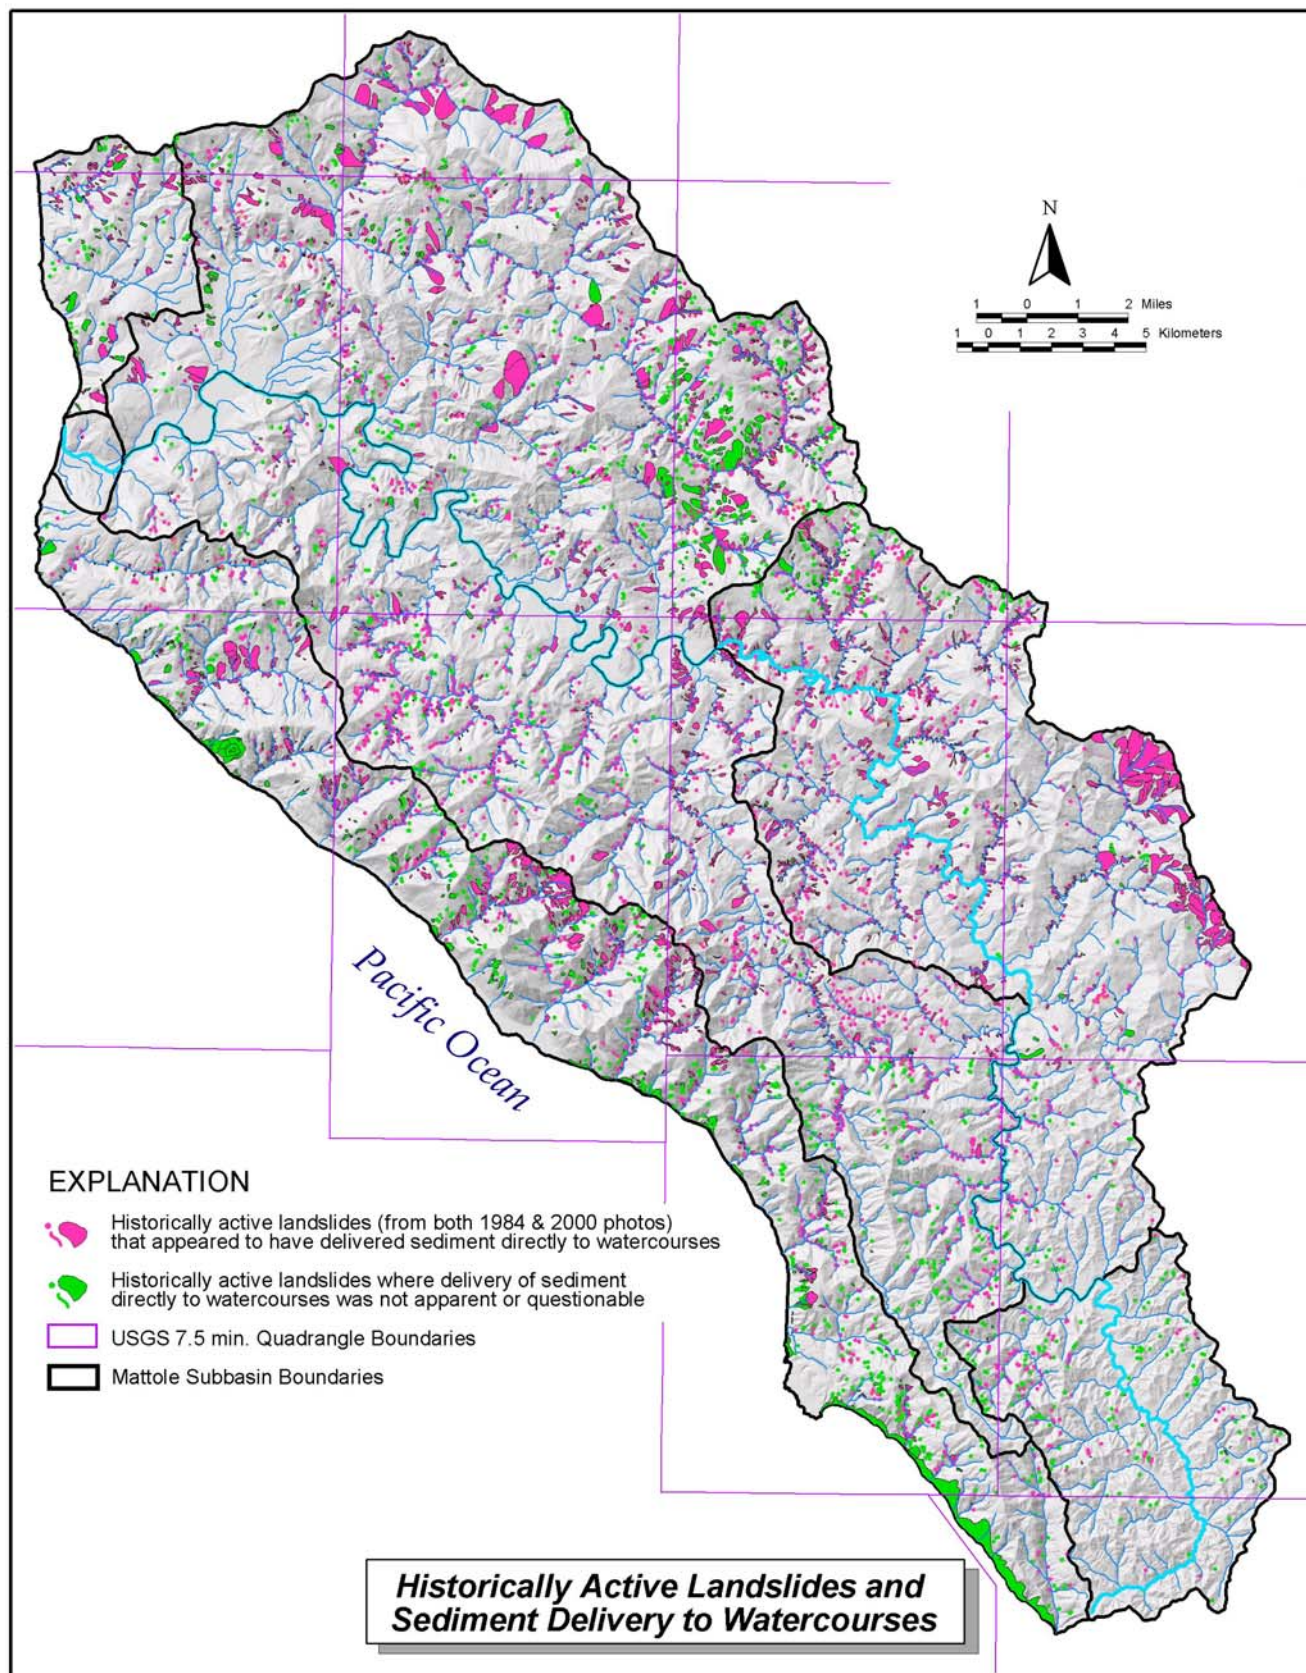 N
1 0 1 2 Miles
1 0 1 2 3 4 5 Kilometers
Pacific Ocean
EXPLANATION
Historically active landslides (from both 1984 & 2000 photos)
that appeared to have delivered sediment directly to watercourses
Historically active landslides where delivery of sediment
directly to watercourses was not apparent or questionable
USGS 7.5 min. Quadrangle Boundaries
Mattole Subbasin Boundaries
Historically Active Landslides and
Sediment Delivery to Watercourses